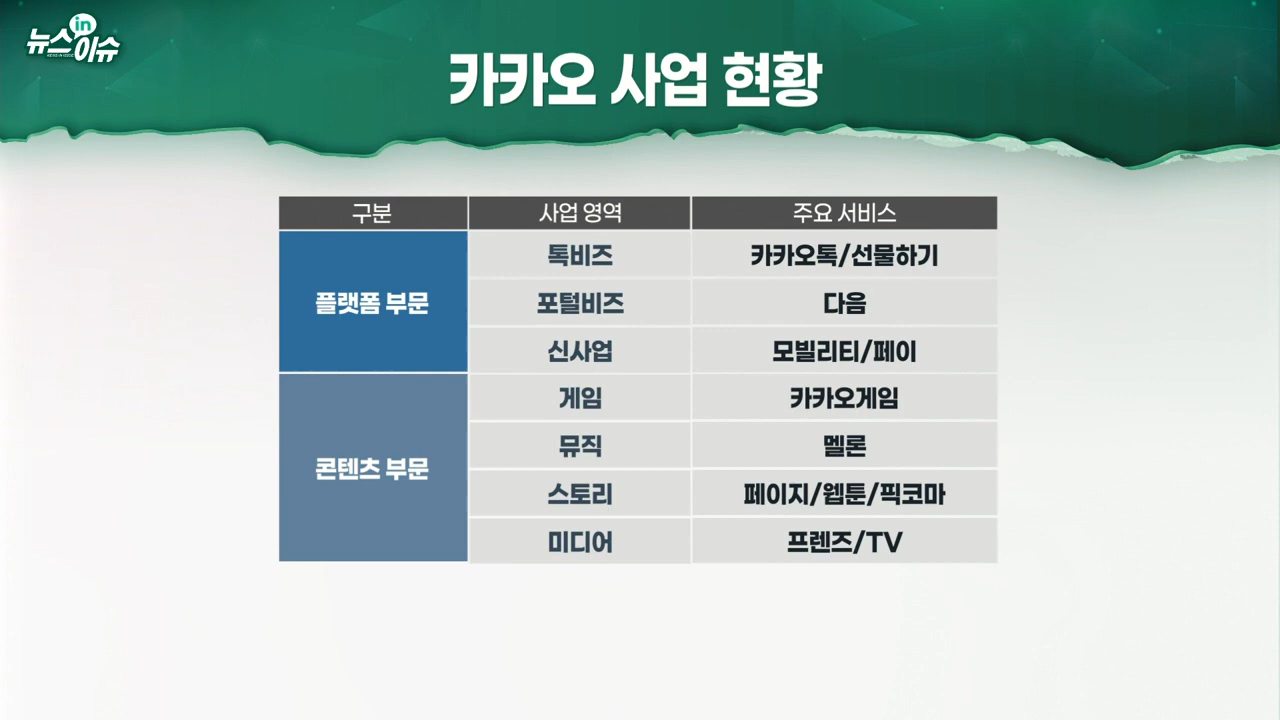 뉴스in이슈
카카오 사업 현황
구분 사업 영역 주요 서비스
플랫폼 부문 톡비즈 카카오톡/선물하기
포털비즈 다음
신사업 모빌리티/페이
콘텐츠 부문 게임 카카오게임
뮤직 멜론
스토리 페이지/웹툰/픽코마
미디어 프렌즈/TV